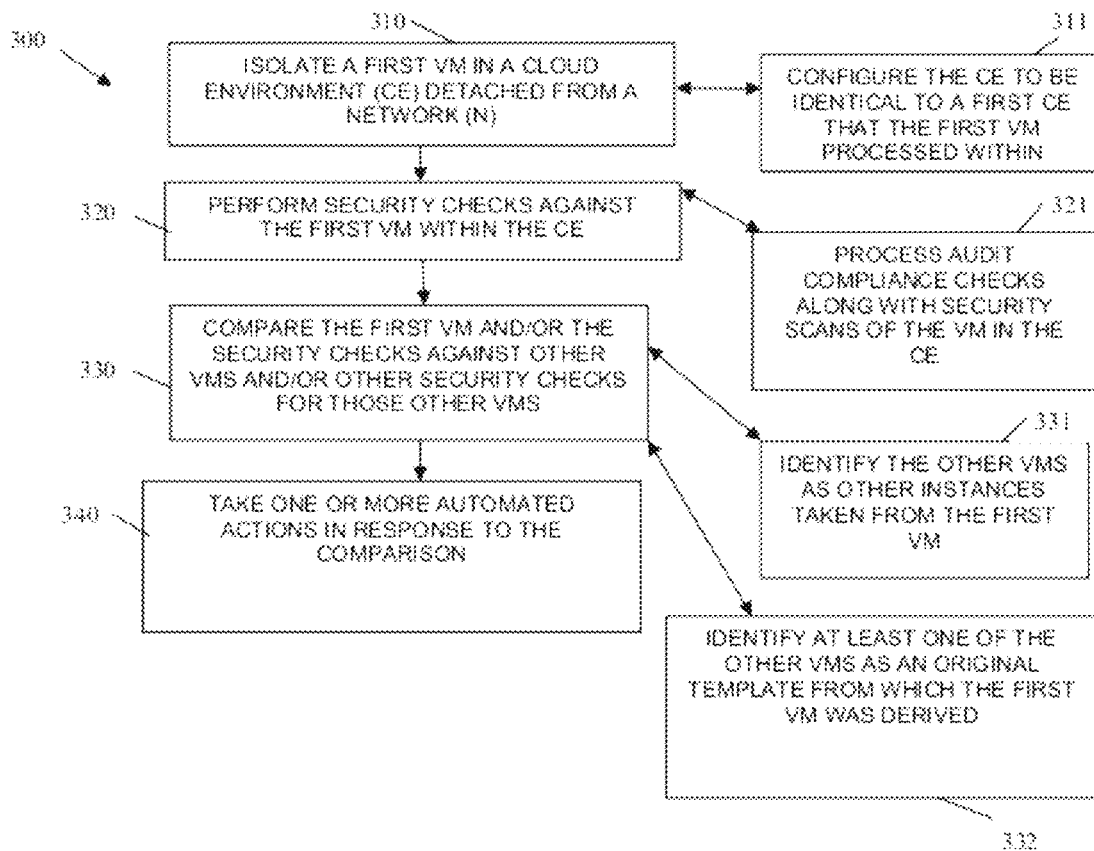 300
310
ISOLATE A FIRST VM IN A CLOUD
ENVIRONMENT (CE) DETACHED FROM A
NETWORK (N)
311
CONFIGURE THE CE TO BE
IDENTICAL TO A FIRST CE
THAT THE FIRST VM
PROCESSED WITHIN
320
PERFORM SECURITY CHECKS AGAINST
THE FIRST VM WITHIN THE CE
321
PROCESS AUDIT
COMPLIANCE CHECKS
ALONG WITH SECURITY
SCANS OF THE VM IN THE
CE
330
COMPARE THE FIRST VM AND/OR THE
SECURITY CHECKS AGAINST OTHER
VMS AND/OR OTHER SECURITY CHECKS
FOR THOSE OTHER VMS
331
IDENTIFY THE OTHER VMS
AS OTHER INSTANCES
TAKEN FROM THE FIRST
VM
340
TAKE ONE OR MORE AUTOMATED
ACTIONS IN RESPONSE TO THE
COMPARISON
IDENTIFY AT LEAST ONE OF THE
OTHER VMS AS AN ORIGINAL
TEMPLATE FROM WHICH THE FIRST
VM WAS DERIVED
332